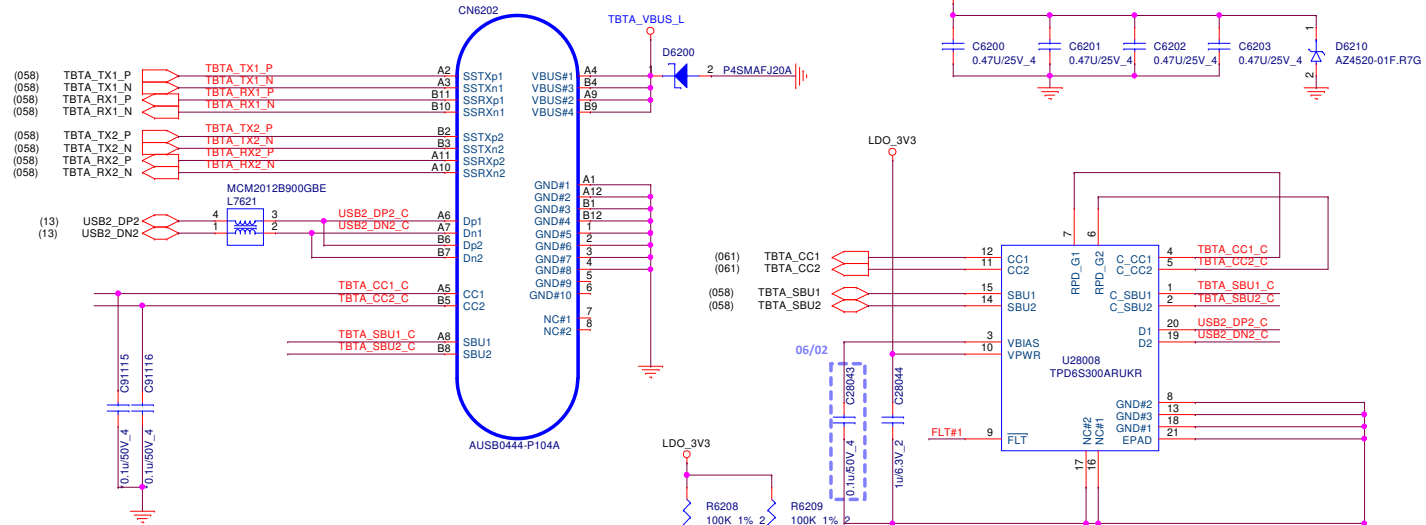 CN6202
TBTA_VBUS_L
D6200
1
2
P4SMAFJ20A
C6200
0.47U/25V_4
C6201
0.47U/25V_4
C6202
0.47U/25V_4
C6203
0.47U/25V_4
1
D6210
AZ4520-01F.R7G
2
(058) TBTA_TX1_P TBTA_TX1_P A2 SSTXp1
(058) TBTA_TX1_N TBTA_TX1_N A3 SSTXn1
(058) TBTA_RX1_P TBTA_RX1_P B11 SSRXp1
(058) TBTA_RX1_N TBTA_RX1_N B10 SSRXn1
(058) TBTA_TX2_P TBTA_TX2_P B2 SSTXp2
(058) TBTA_TX2_N TBTA_TX2_N B3 SSTXn2
(058) TBTA_RX2_P TBTA_RX2_P A11 SSRXp2
(058) TBTA_RX2_N TBTA_RX2_N A10 SSRXn2
VBUS#1 A4
VBUS#3 B4
VBUS#2 A9
VBUS#4 B9
MCM2012B900GBE
L7621
(13) USB2_DP2 4 3 USB2_DP2_C A6 Dp1
(13) USB2_DN2 1 2 USB2_DN2_C A7 Dn1
B6 Dp2
B7 Dn2
GND#1 A1
GND#2 A12
GND#3 B1
GND#4 B12
GND#5 1
GND#6 2
GND#7 3
GND#8 4
GND#9 5
GND#10 6
NC#1 7
NC#2 8
TBTA_CC1_C A5 CC1
TBTA_CC2_C B5 CC2
TBTA_SBU1_C A8 SBU1
TBTA_SBU2_C B8 SBU2
C91115
*0.1u/50V_4
C91116
*0.1u/50V_4
AUSB0444-P104A
LDO_3V3
R6208
100K 1% 2
R6209
100K 1% 2
LDO_3V3
7
6
RPD_G1
RPD_G2
(061) TBTA_CC1 12 CC1
(061) TBTA_CC2 11 CC2
(058) TBTA_SBU1 15 SBU1
(058) TBTA_SBU2 14 SBU2
3 VBIAS
10 VPWR
C_CC1 4 TBTA_CC1_C
C_CC2 5 TBTA_CC2_C
C_SBU1 1 TBTA_SBU1_C
C_SBU2 2 TBTA_SBU2_C
D1 20 USB2_DP2_C
D2 19 USB2_DN2_C
U28008
TPD6S300ARUKR
06/02
C28043
0.1u/50V_4
C28044
1u/6.3V_2
FLT#1 9 FLT
GND#2 8
GND#3 13
GND#1 18
EPAD 21
NC#2
NC#1
17
16